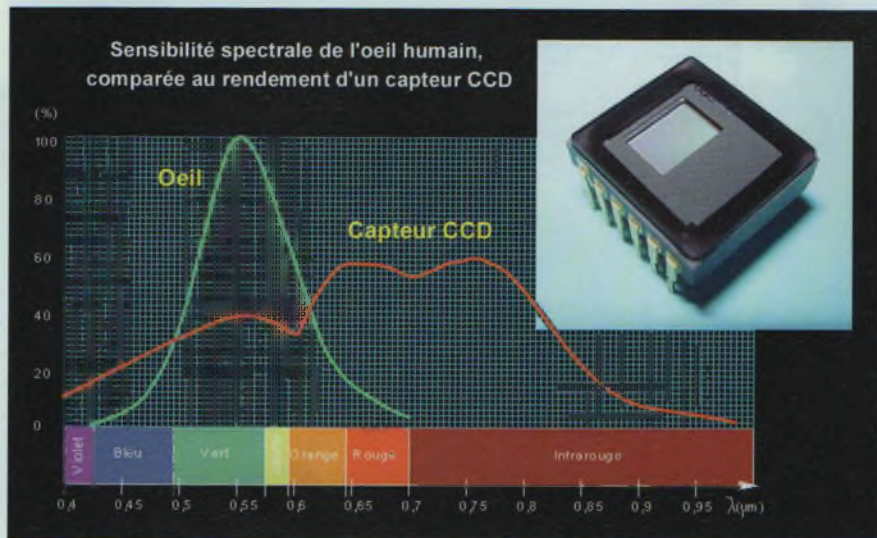 Sensibilité spectrale de l'oeil humain,
comparée au rendement d'un capteur CCD
(%)
100
80
60
40
20
0
Oeil
Capteur CCD
Violet
Bleu
Vert
Orange
Rouge
Infrarouge
0,4
0,45
0,5
0,55
0,6
0,65
0,7
0,75
0,8
0,85
0,9
0,95
λ(µm)